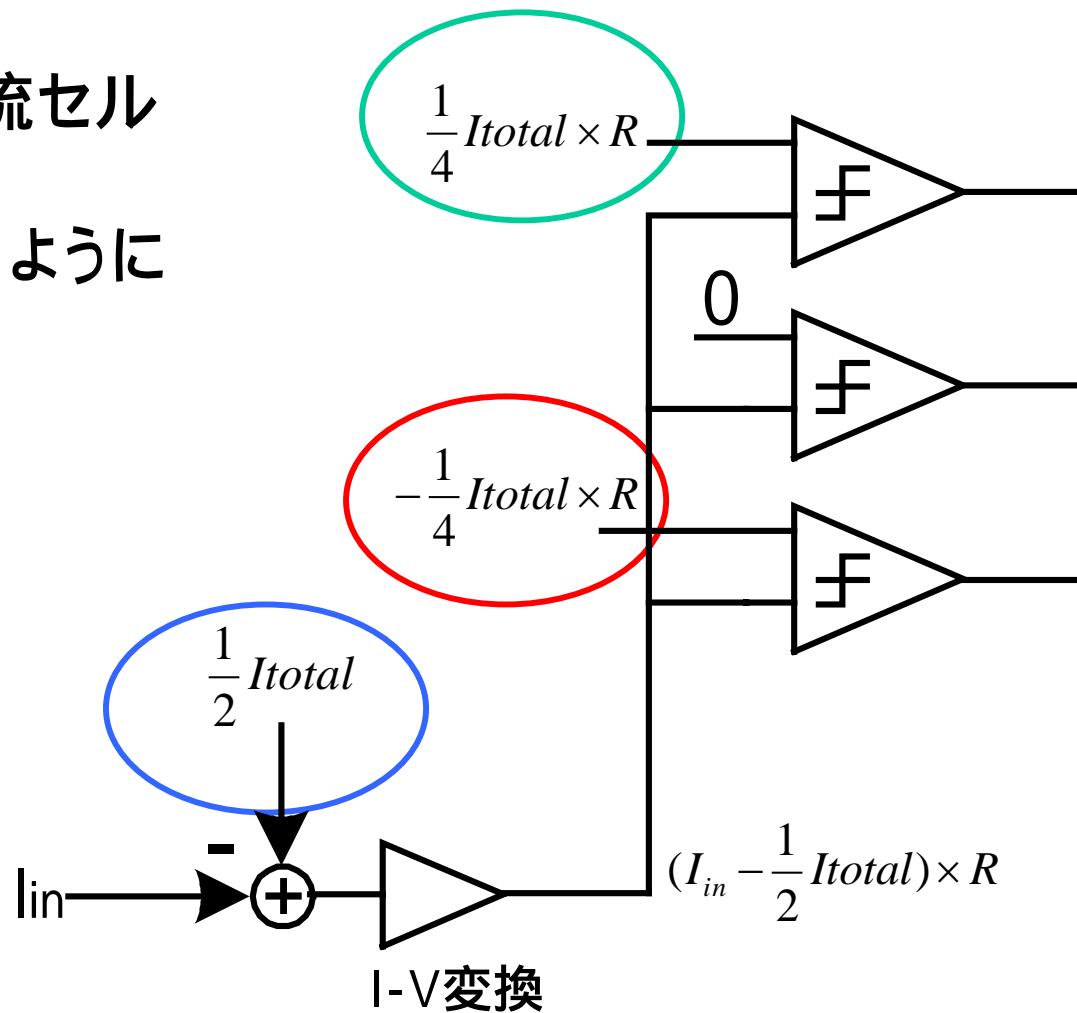 流セル
ように
1/4 Itotal × R
0
-1/4 Itotal × R
1/2 Itotal
-
Iin
+
(I_in - 1/2 Itotal) × R
I-V変換